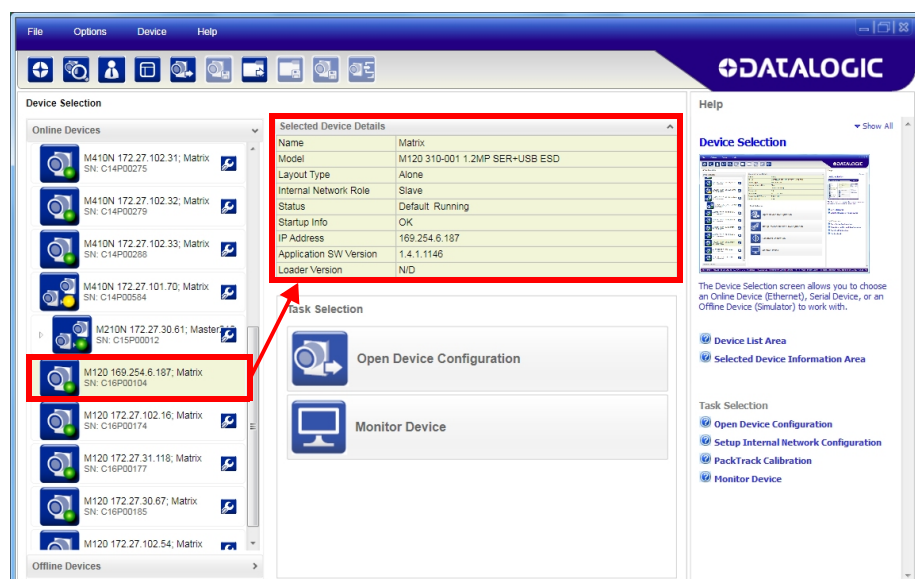 File Options Device Help
DATALOGIC
Device Selection
Online Devices
M410N 172.27.102.31; Matrix
SN: C14P00275
M410N 172.27.102.32; Matrix
SN: C14P00279
M410N 172.27.102.33; Matrix
SN: C14P00288
M410N 172.27.101.70; Matrix
SN: C14P00584
M210N 172.27.30.61; Master
SN: C15P00012
M120 169.254.6.187; Matrix
SN: C16P00104
M120 172.27.102.16; Matrix
SN: C16P00174
M120 172.27.31.118; Matrix
SN: C16P00177
M120 172.27.30.67; Matrix
SN: C16P00185
M120 172.27.102.54; Matrix
Offline Devices
Selected Device Details
Name Matrix
Model M120 310-001 1.2MP SER+USB ESD
Layout Type Alone
Internal Network Role Slave
Status Default Running
Startup Info OK
IP Address 169.254.6.187
Application SW Version 1.4.1.1146
Loader Version N/D
Task Selection
Open Device Configuration
Monitor Device
Help
Show All
Device Selection
The Device Selection screen allows you to choose
an Online Device (Ethernet), Serial Device, or an
Offline Device (Simulator) to work with.
Device List Area
Selected Device Information Area
Task Selection
Open Device Configuration
Setup Internal Network Configuration
PackTrack Calibration
Monitor Device